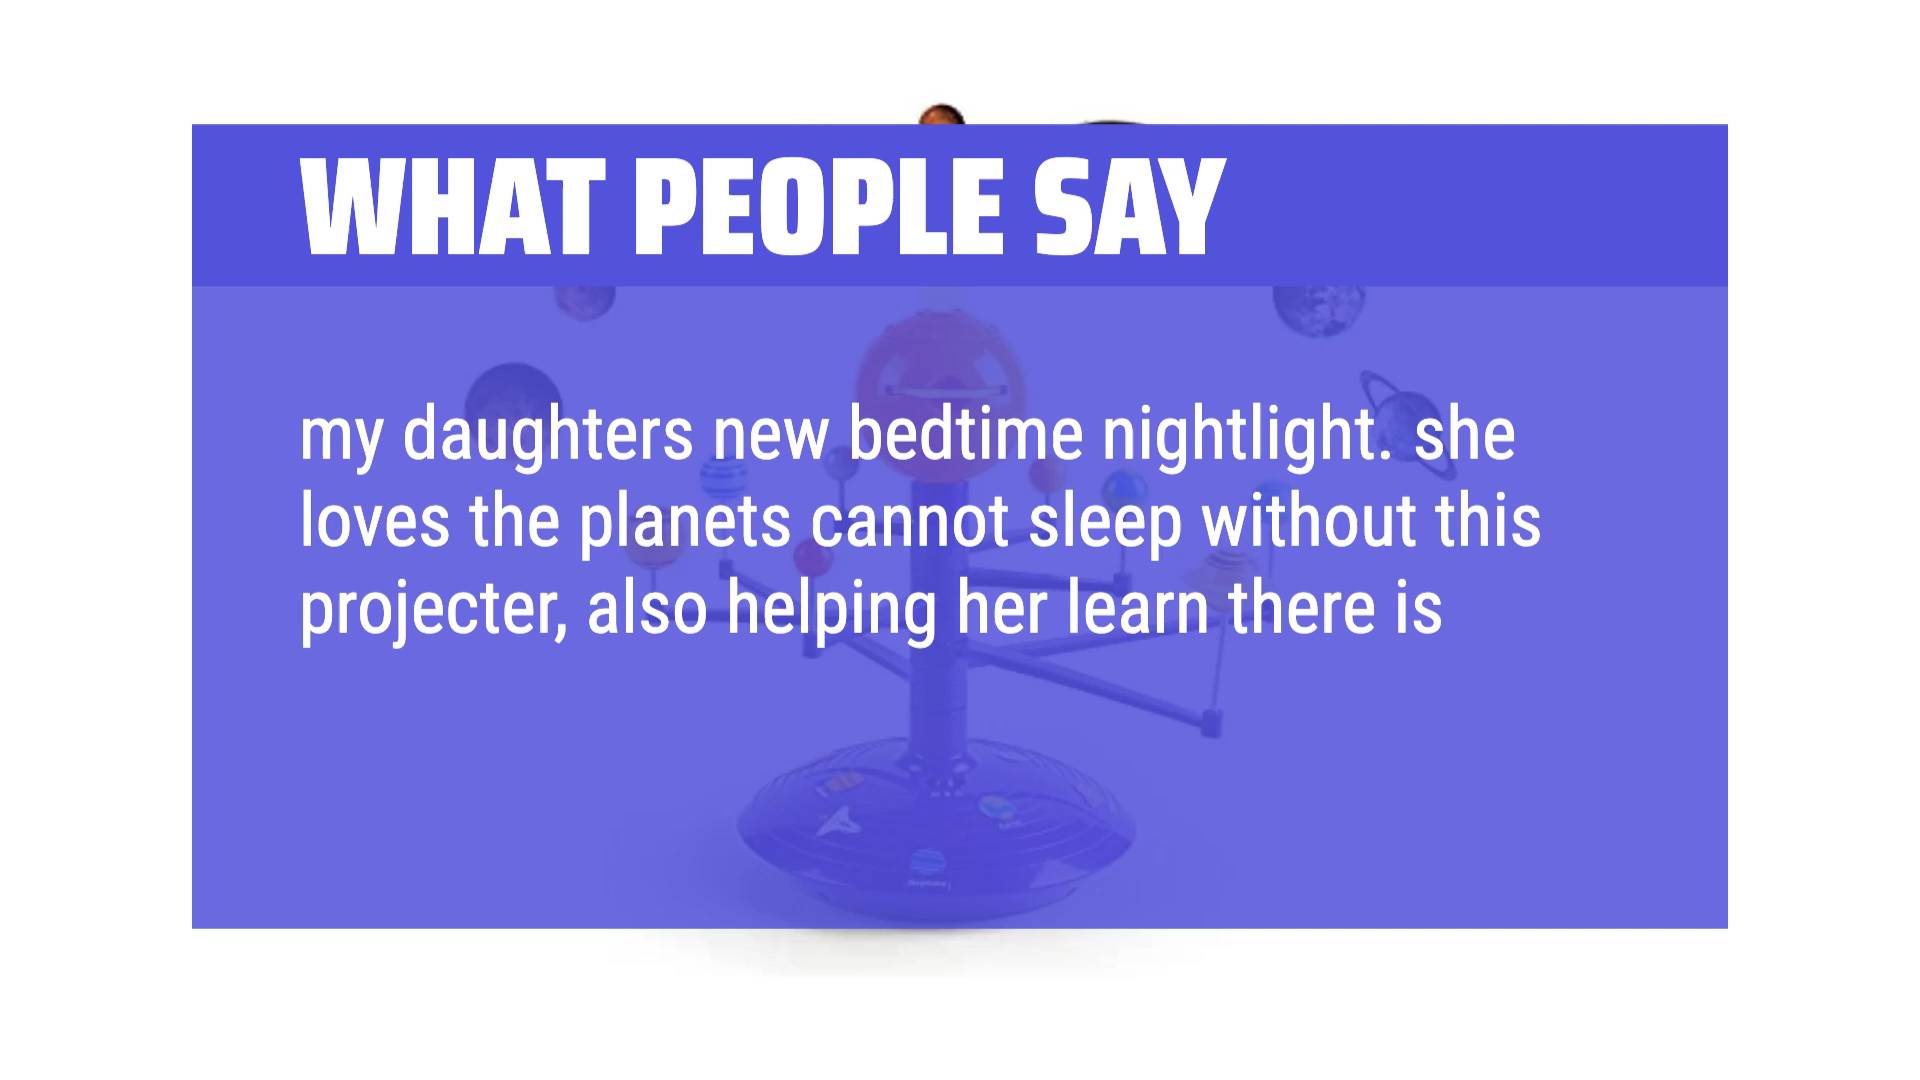 WHAT PEOPLE SAY
my daughters new bedtime nightlight. she
loves the planets cannot sleep without this
projecter, also helping her learn there is